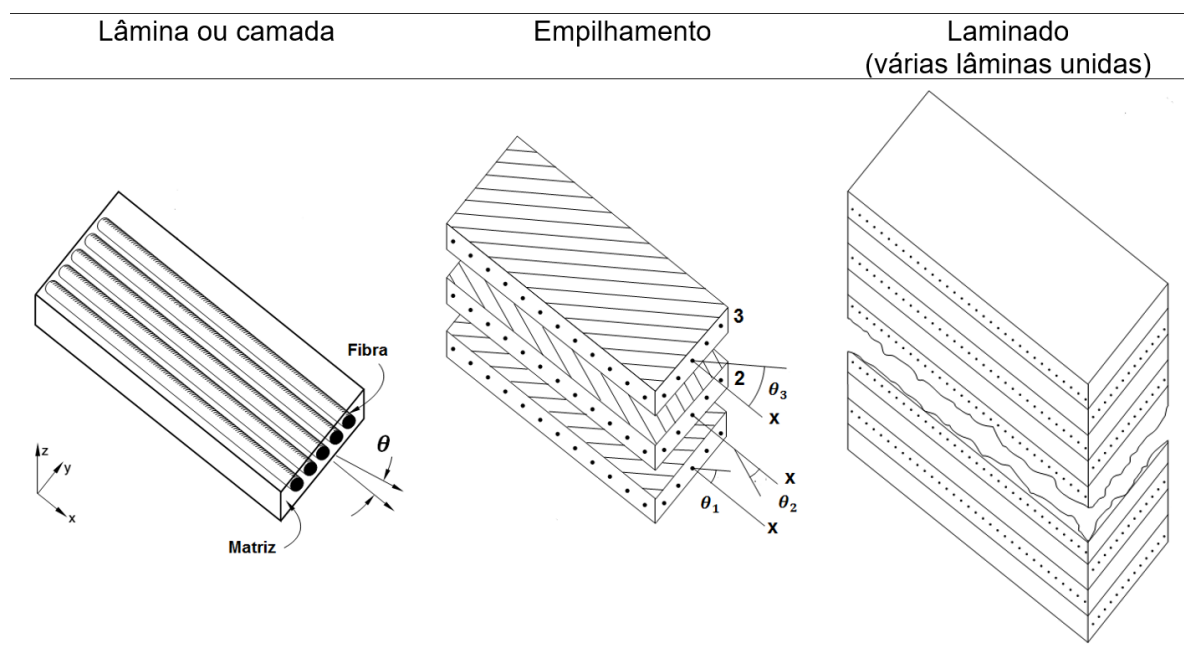 Lâmina ou camada
Empilhamento
Laminado
(várias lâminas unidas)
Fibra
θ
z
y
x
Matriz
3
2
θ₃
x
x
θ₂
θ₁
x